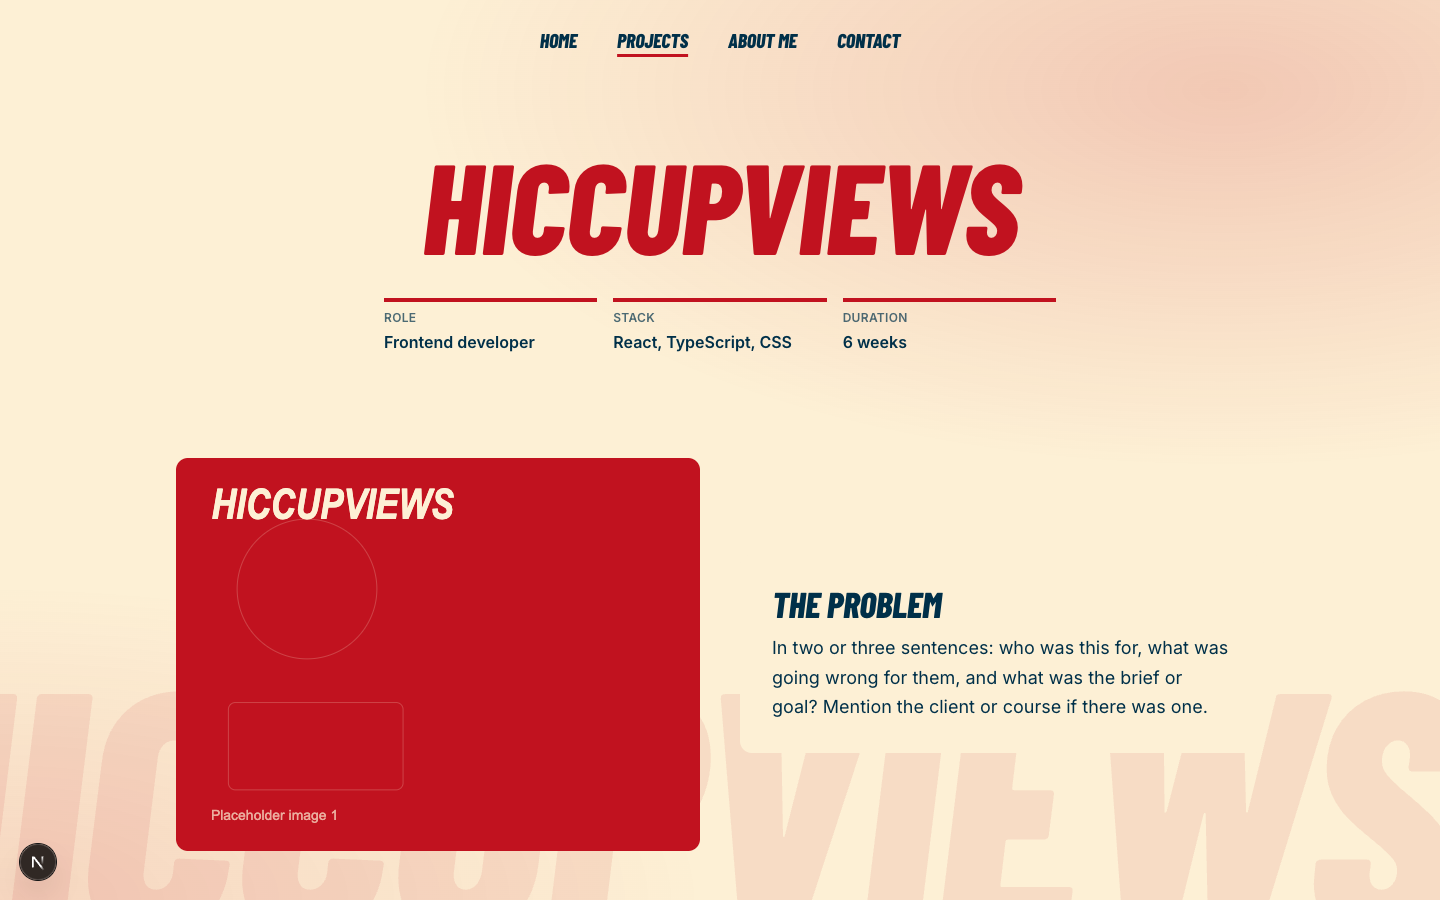 HOME PROJECTS ABOUT ME CONTACT
HICCUPVIEWS
ROLE STACK DURATION
Frontend developer React, TypeScript, CSS 6 weeks
HICCUPVIEWS
Placeholder image 1
THE PROBLEM
In two or three sentences: who was this for, what was
going wrong for them, and what was the brief or
goal? Mention the client or course if there was one.
HICCUPVIEWS
N